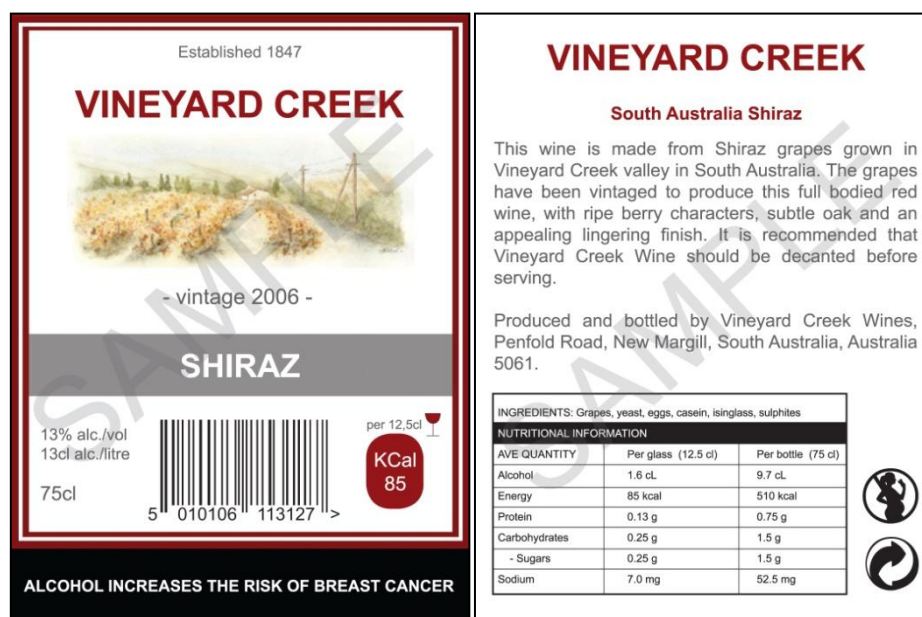 Established 1847
VINEYARD CREEK
- vintage 2006 -
SHIRAZ
13% alc./vol
13cl alc./litre
75cl
5 010106 113127 >
per 12,5cl
KCal
85
ALCOHOL INCREASES THE RISK OF BREAST CANCER
SAMPLE
VINEYARD CREEK
South Australia Shiraz
This wine is made from Shiraz grapes grown in
Vineyard Creek valley in South Australia. The grapes
have been vintaged to produce this full bodied red
wine, with ripe berry characters, subtle oak and an
appealing lingering finish. It is recommended that
Vineyard Creek Wine should be decanted before
serving.
Produced and bottled by Vineyard Creek Wines,
Penfold Road, New Margill, South Australia, Australia
5061.
INGREDIENTS: Grapes, yeast, eggs, casein, isinglass, sulphites
NUTRITIONAL INFORMATION
AVE QUANTITY Per glass (12.5 cl) Per bottle (75 cl)
Alcohol 1.6 cL 9.7 cL
Energy 85 kcal 510 kcal
Protein 0.13 g 0.75 g
Carbohydrates 0.25 g 1.5 g
- Sugars 0.25 g 1.5 g
Sodium 7.0 mg 52.5 mg
SAMPLE